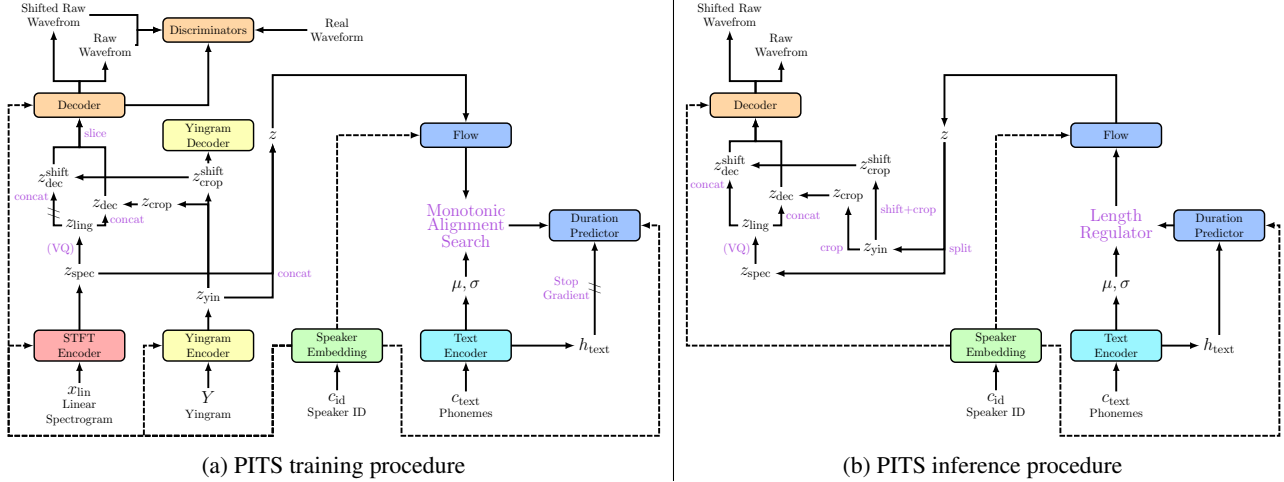 Shifted Raw
Wavefrom
Raw
Wavefrom
Discriminators
Real
Waveform
Decoder
slice
Yingram
Decoder
z
Flow
z_dec^shift
z_crop^shift
concat
z_dec
z_crop
z_ling
concat
Monotonic
Alignment
Search
Duration
Predictor
(VQ)
z_spec
concat
z_yin
μ, σ
Stop
Gradient
STFT
Encoder
Yingram
Encoder
Speaker
Embedding
Text
Encoder
h_text
x_lin
Linear
Spectrogram
Y
Yingram
c_id
Speaker ID
c_text
Phonemes
(a) PITS training procedure
Shifted Raw
Wavefrom
Raw
Wavefrom
Decoder
z
Flow
z_dec^shift
z_crop^shift
concat
z_dec
z_crop
z_ling
concat
shift+crop
Length
Regulator
Duration
Predictor
(VQ)
crop
z_yin
split
z_spec
μ, σ
Speaker
Embedding
Text
Encoder
h_text
c_id
Speaker ID
c_text
Phonemes
(b) PITS inference procedure